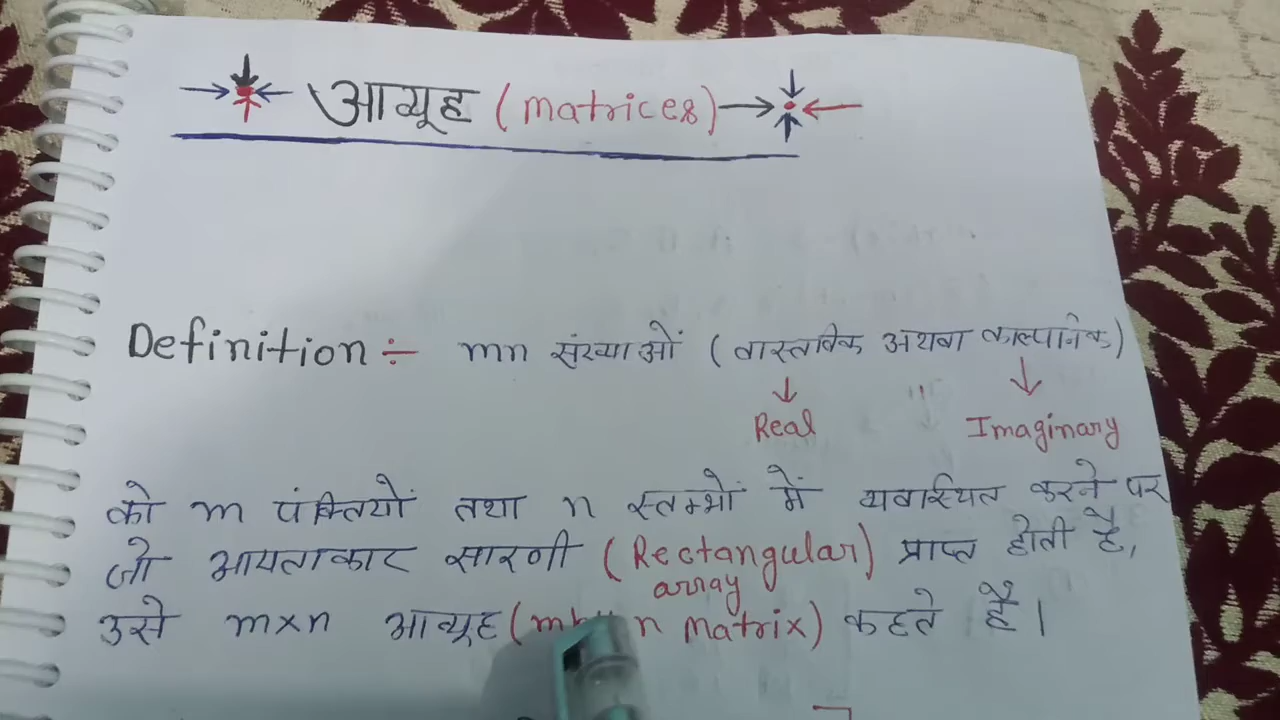 आव्यूह (matrices)
Definition ÷ mn संख्याओं (वास्तविक अथवा काल्पनिक)
Real Imaginary
को m पंक्तियों तथा n स्तम्भों में व्यवस्थित करने पर
जो आयताकार सारणी (Rectangular array) प्राप्त होती है,
उसे m×n आव्यूह (m n matrix) कहते हैं।